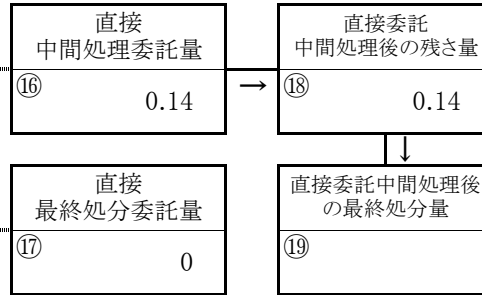 直接
中間処理委託量
⑯
0.14
→
直接委託
中間処理後の残さ量
⑱
0.14
↓
直接
最終処分委託量
⑰
0
直接委託中間処理後
の最終処分量
⑲